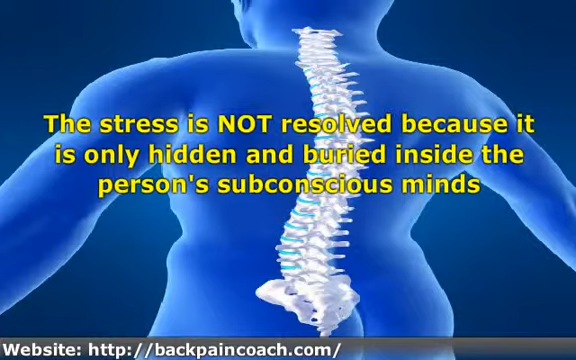 The stress is NOT resolved because it
is only hidden and buried inside the
person's subconscious minds
Website: http://backpaincoach.com/